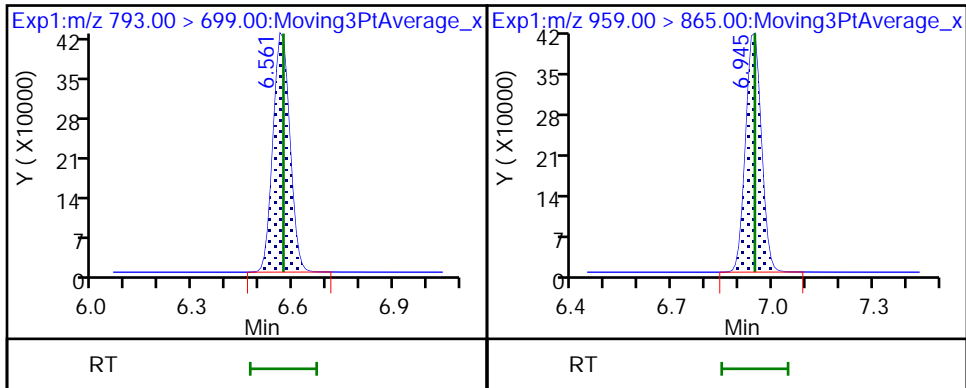 Exp1:m/z 793.00 > 699.00:Moving3PtAverage_x
42
35
28
21
14
7
0
Y ( X10000)
6.561
6.0 6.3 6.6 6.9
Min
RT
Exp1:m/z 959.00 > 865.00:Moving3PtAverage_x
42
35
28
21
14
7
0
Y ( X10000)
6.945
6.4 6.7 7.0 7.3
Min
RT